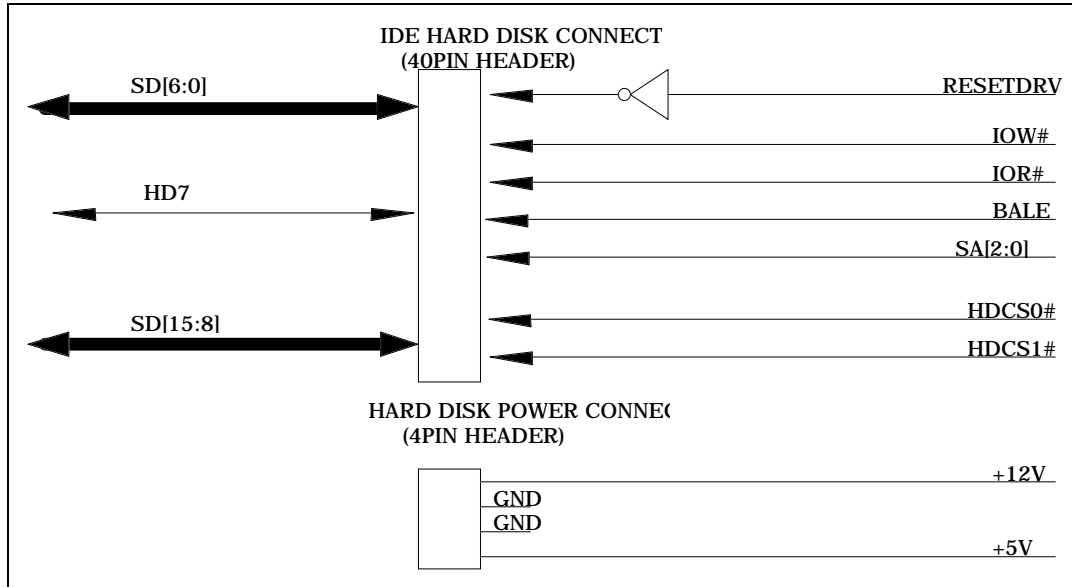 IDE HARD DISK CONNECT
(40PIN HEADER)
SD[6:0]
RESETDRV
IOW#
IOR#
HD7
BALE
SA[2:0]
HDCS0#
SD[15:8]
HDCS1#
HARD DISK POWER CONNEC
(4PIN HEADER)
+12V
GND
GND
+5V